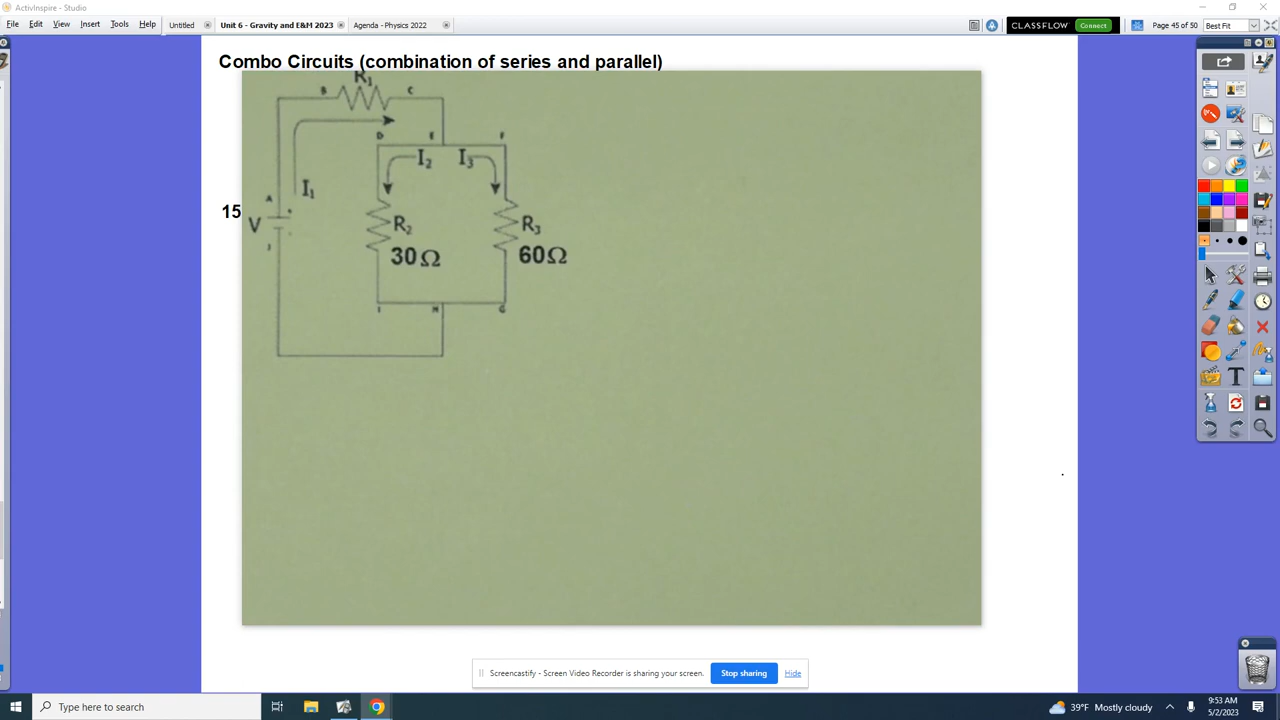 ActivInspire - Studio
File Edit View Insert Tools Help
Untitled
Unit 6 - Gravity and E&M 2023
Agenda - Physics 2022
CLASSFLOW Connect
Page 45 of 50
Best Fit
Combo Circuits (combination of series and parallel)
R1
B C
D E F
I2 I3
A I1
15 V
R2 R3
30Ω 60Ω
J
I H G
Screencastify - Screen Video Recorder is sharing your screen.
Stop sharing
Hide
Type here to search
39°F Mostly cloudy
9:53 AM
5/2/2023